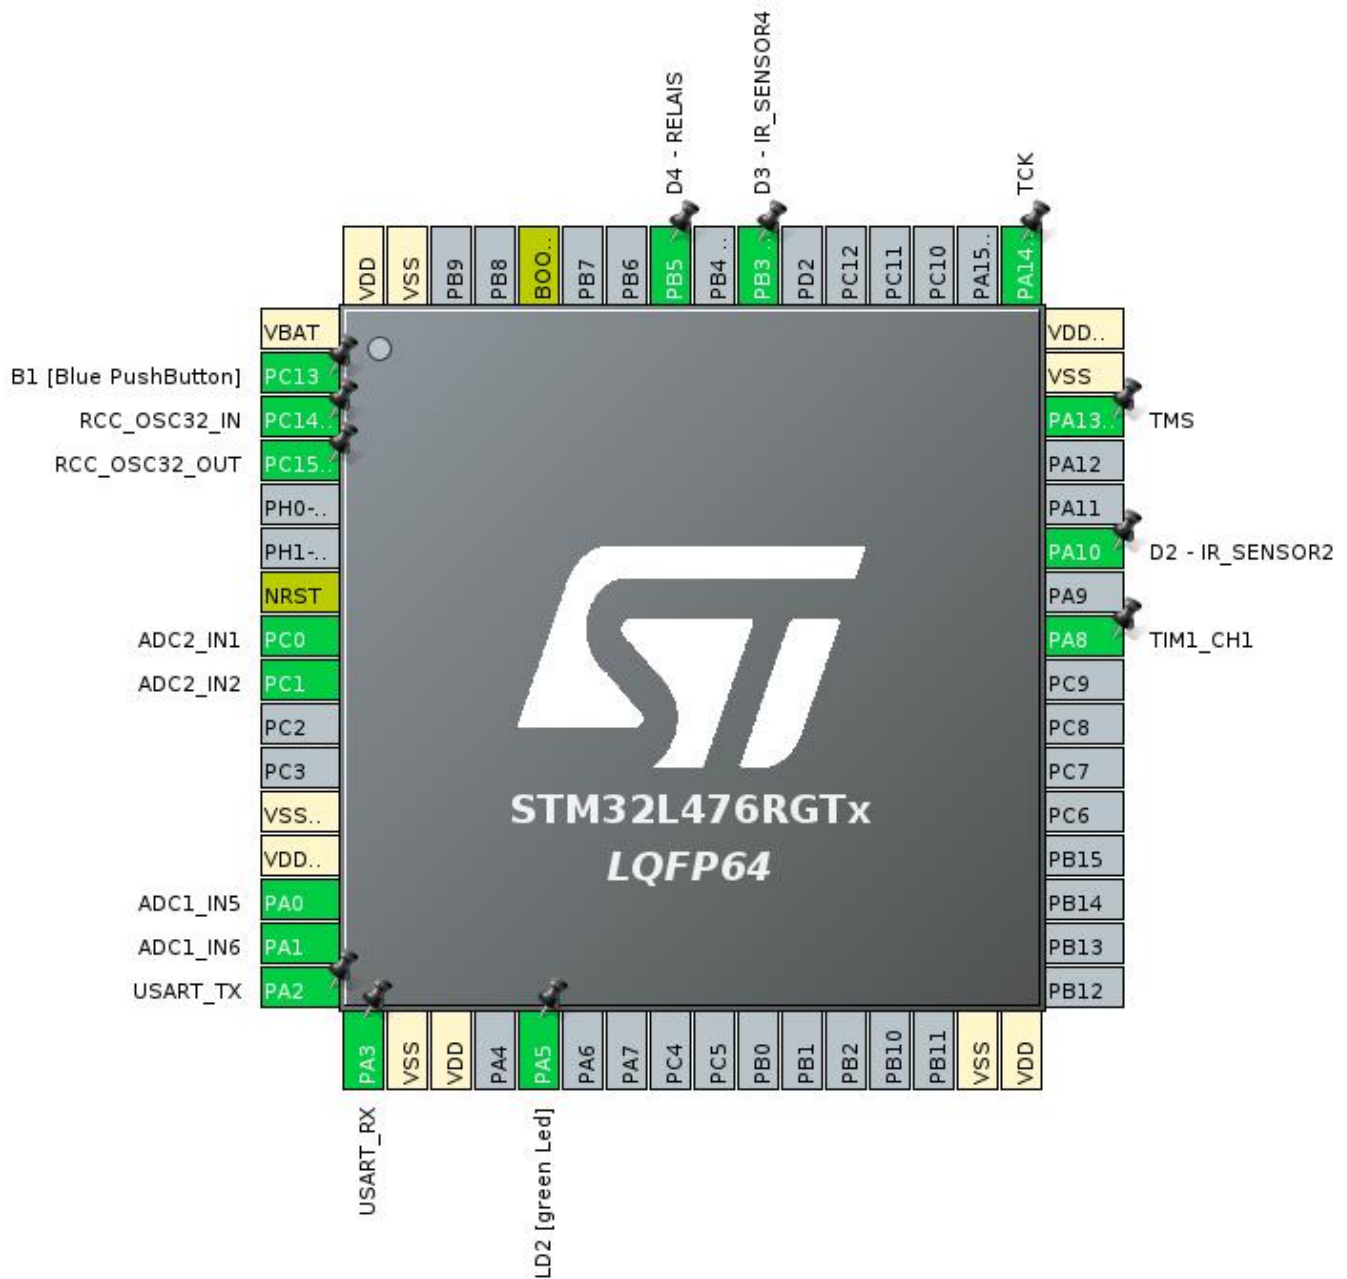 D4 - RELAIS
D3 - IR_SENSOR4
TCK
VDD
VSS
PB9
PB8
BOO..
PB7
PB6
PB5
PB4 ..
PB3 ..
PD2
PC12
PC11
PC10
PA15..
PA14..
VBAT
B1 [Blue PushButton] PC13
RCC_OSC32_IN PC14..
RCC_OSC32_OUT PC15..
PH0-..
PH1-..
NRST
ADC2_IN1 PC0
ADC2_IN2 PC1
PC2
PC3
VSS..
VDD..
ADC1_IN5 PA0
ADC1_IN6 PA1
USART_TX PA2
VDD..
VSS
PA13.. TMS
PA12
PA11
PA10 D2 - IR_SENSOR2
PA9
PA8 TIM1_CH1
PC9
PC8
PC7
PC6
PB15
PB14
PB13
PB12
ST
STM32L476RGTx
LQFP64
PA3
VSS
VDD
PA4
PA5
PA6
PA7
PC4
PC5
PB0
PB1
PB2
PB10
PB11
VSS
VDD
USART_RX
LD2 [green Led]